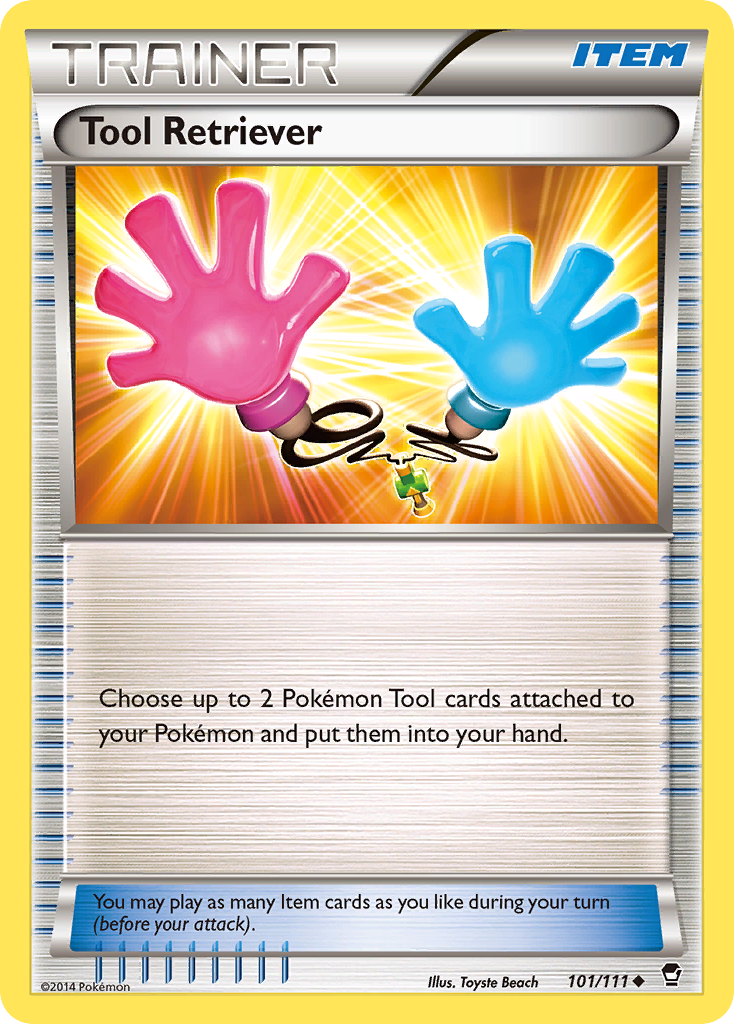 TRAINER
ITEM
Tool Retriever
Choose up to 2 Pokémon Tool cards attached to
your Pokémon and put them into your hand.
You may play as many Item cards as you like during your turn
(before your attack).
©2014 Pokémon
Illus. Toyste Beach
101/111